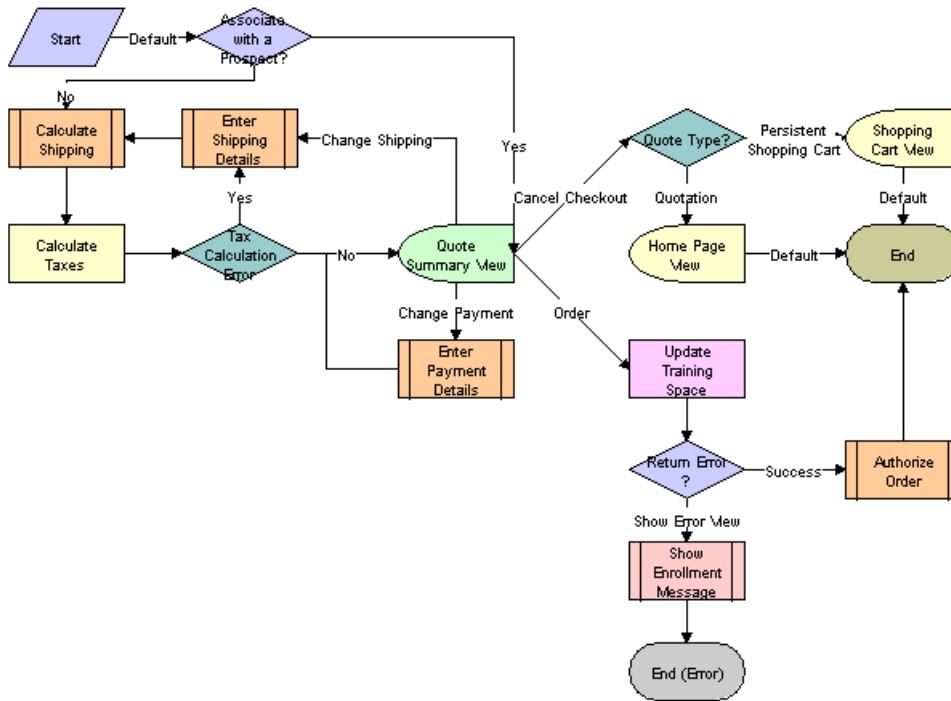 Start
Default
Associate
with a
Prospect?
No
Calculate
Shipping
Enter
Shipping
Details
Change Shipping
Yes
Quote Type?
Persistent
Shopping Cart
Shopping
Cart View
Cancel Checkout
Quotation
Default
Yes
Calculate
Taxes
Tax
Calculation
Error
No
Quote
Summary View
Home Page
View
Default
End
Change Payment
Order
Enter
Payment
Details
Update
Training
Space
Return Error
?
Success
Authorize
Order
Show Error View
Show
Enrollment
Message
End (Error)